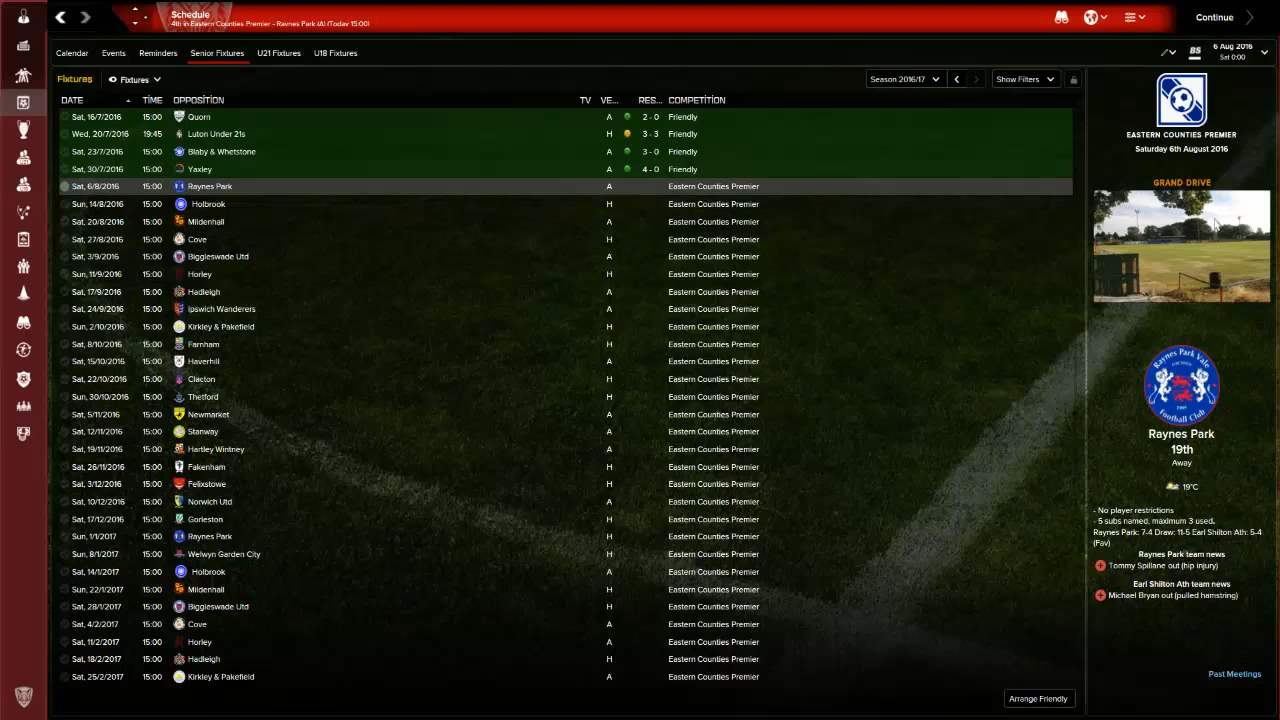 Schedule
4th in Eastern Counties Premier - Raynes Park (A) (Today 15:00)
Continue
Calendar Events Reminders Senior Fixtures U21 Fixtures U18 Fixtures
BS 6 Aug 2016
Sat 0:00
Fixtures Fixtures Season 2016/17 Show Filters
DATE TIME OPPOSITION TV VE... RES... COMPETITION
Sat, 16/7/2016 15:00 Quorn A 2 - 0 Friendly
Wed, 20/7/2016 19:45 Luton Under 21s H 3 - 3 Friendly
Sat, 23/7/2016 15:00 Blaby & Whetstone A 3 - 0 Friendly
Sat, 30/7/2016 15:00 Yaxley A 4 - 0 Friendly
Sat, 6/8/2016 15:00 Raynes Park A Eastern Counties Premier
Sun, 14/8/2016 15:00 Holbrook H Eastern Counties Premier
Sat, 20/8/2016 15:00 Mildenhall A Eastern Counties Premier
Sat, 27/8/2016 15:00 Cove H Eastern Counties Premier
Sat, 3/9/2016 15:00 Biggleswade Utd A Eastern Counties Premier
Sun, 11/9/2016 15:00 Horley H Eastern Counties Premier
Sat, 17/9/2016 15:00 Hadleigh A Eastern Counties Premier
Sat, 24/9/2016 15:00 Ipswich Wanderers A Eastern Counties Premier
Sun, 2/10/2016 15:00 Kirkley & Pakefield H Eastern Counties Premier
Sat, 8/10/2016 15:00 Farnham H Eastern Counties Premier
Sat, 15/10/2016 15:00 Haverhill A Eastern Counties Premier
Sat, 22/10/2016 15:00 Clacton H Eastern Counties Premier
Sun, 30/10/2016 15:00 Thetford H Eastern Counties Premier
Sat, 5/11/2016 15:00 Newmarket A Eastern Counties Premier
Sat, 12/11/2016 15:00 Stanway A Eastern Counties Premier
Sat, 19/11/2016 15:00 Hartley Wintney A Eastern Counties Premier
Sat, 26/11/2016 15:00 Fakenham H Eastern Counties Premier
Sat, 3/12/2016 15:00 Felixstowe H Eastern Counties Premier
Sat, 10/12/2016 15:00 Norwich Utd A Eastern Counties Premier
Sat, 17/12/2016 15:00 Gorleston H Eastern Counties Premier
Sun, 1/1/2017 15:00 Raynes Park H Eastern Counties Premier
Sun, 8/1/2017 15:00 Welwyn Garden City H Eastern Counties Premier
Sat, 14/1/2017 15:00 Holbrook A Eastern Counties Premier
Sun, 22/1/2017 15:00 Mildenhall H Eastern Counties Premier
Sat, 28/1/2017 15:00 Biggleswade Utd H Eastern Counties Premier
Sat, 4/2/2017 15:00 Cove A Eastern Counties Premier
Sat, 11/2/2017 15:00 Horley A Eastern Counties Premier
Sat, 18/2/2017 15:00 Hadleigh H Eastern Counties Premier
Sat, 25/2/2017 15:00 Kirkley & Pakefield A Eastern Counties Premier
Arrange Friendly
EASTERN COUNTIES PREMIER
Saturday 6th August 2016
GRAND DRIVE
Raynes Park Vale
Football Club
Raynes Park
19th
Away
19°C
- No player restrictions
- 5 subs named, maximum 3 used.
Raynes Park: 7-4 Draw: 11-5 Earl Shilton Ath: 5-4
(Fav)
Raynes Park team news
Tommy Spillane out (hip injury)
Earl Shilton Ath team news
Michael Bryan out (pulled hamstring)
Past Meetings